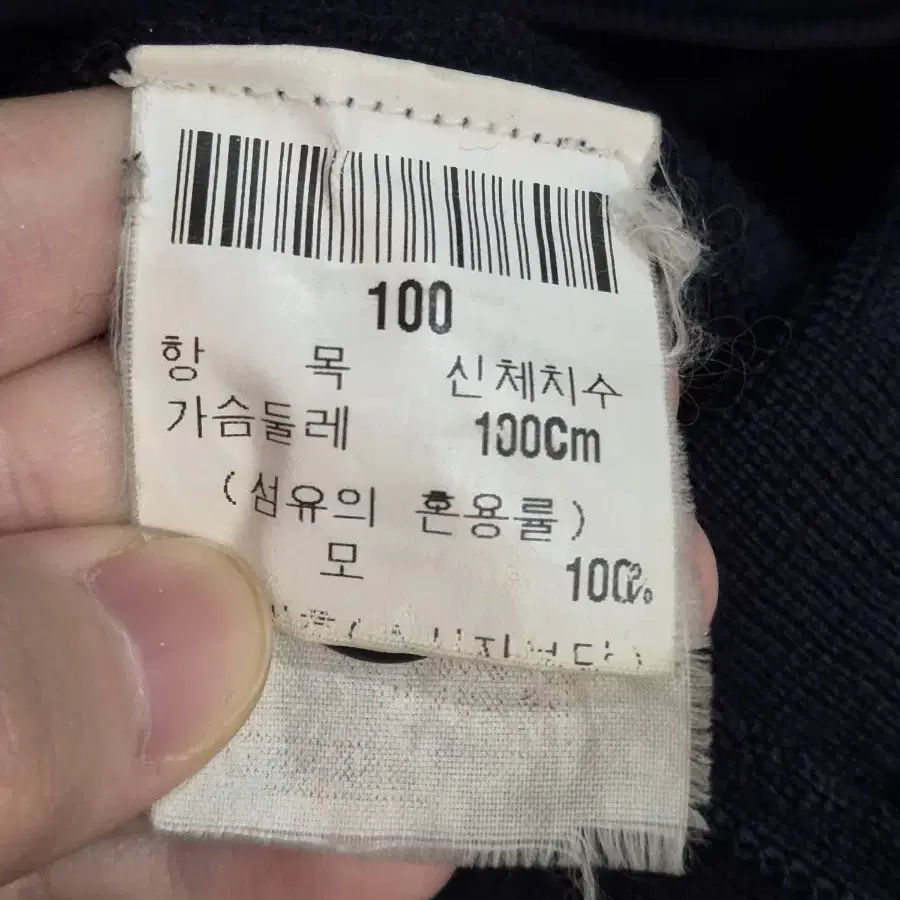 100
항 목 신체치수
가슴둘레 100Cm
(섬유의 혼용률)
모 100%